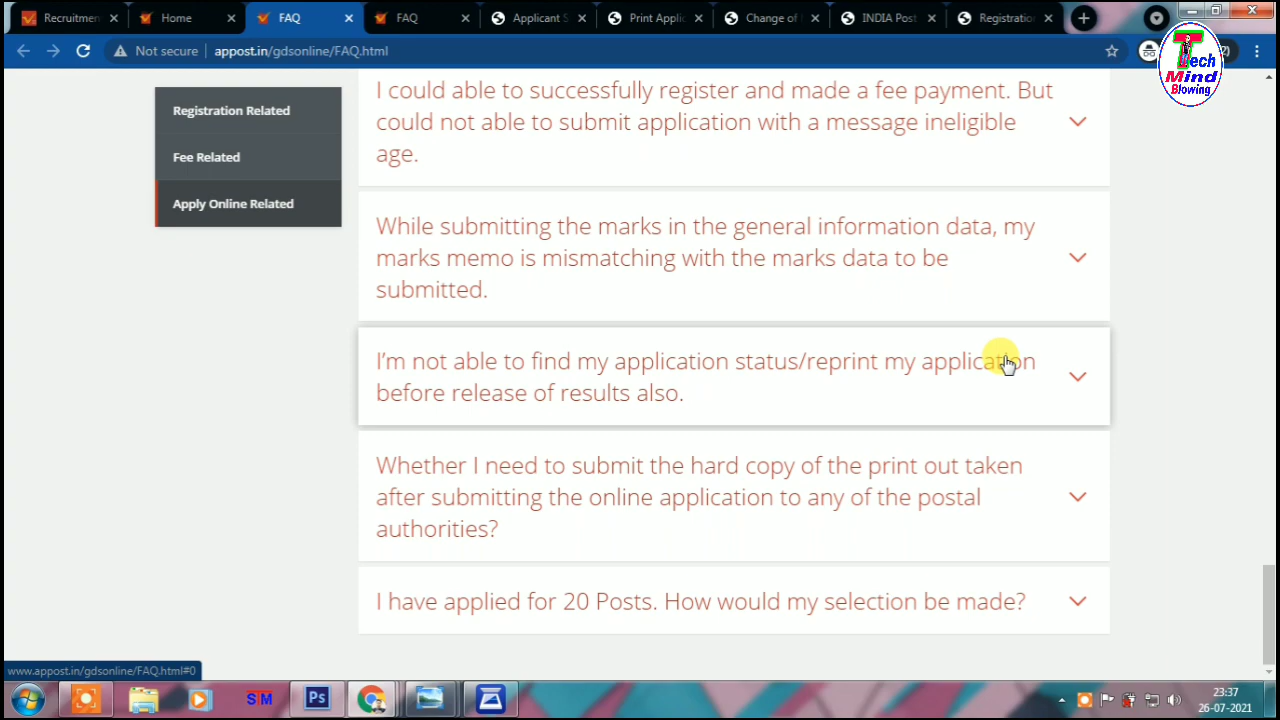 Recruitmen
Home
FAQ
FAQ
Applicant S
Print Applic
Change of
INDIA Post
Registratio
Not secure
appost.in/gdsonline/FAQ.html
Tech
Mind
Blowing
Registration Related
Fee Related
Apply Online Related
I could able to successfully register and made a fee payment. But
could not able to submit application with a message ineligible
age.
While submitting the marks in the general information data, my
marks memo is mismatching with the marks data to be
submitted.
I'm not able to find my application status/reprint my application
before release of results also.
Whether I need to submit the hard copy of the print out taken
after submitting the online application to any of the postal
authorities?
I have applied for 20 Posts. How would my selection be made?
www.appost.in/gdsonline/FAQ.html#0
SM
Ps
23:37
26-07-2021